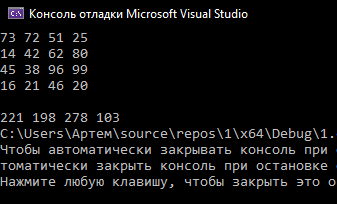 Консоль отладки Microsoft Visual Studio
73 72 51 25
14 42 62 80
45 38 96 99
16 21 46 20
221 198 278 103
C:\Users\Артем\source\repos\1\x64\Debug\1.
Чтобы автоматически закрывать консоль при
томатически закрыть консоль при остановке
Нажмите любую клавишу, чтобы закрыть это о